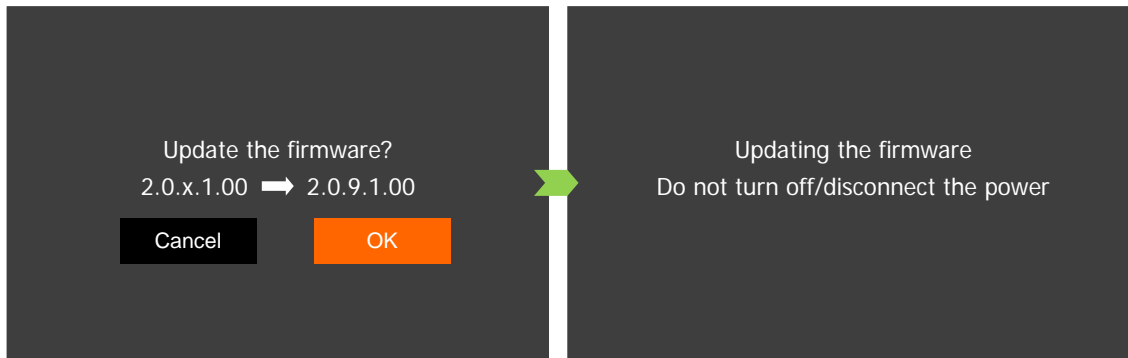 Update the firmware?
2.0.x.1.00 ➡ 2.0.9.1.00
Cancel
OK
Updating the firmware
Do not turn off/disconnect the power